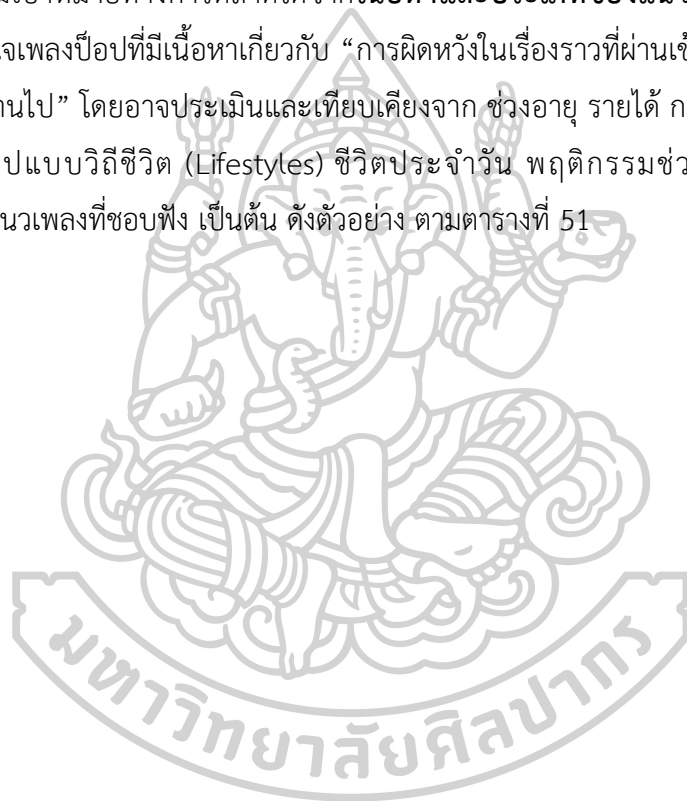 จเพลงป็อปที่มีเนื้อหาเกี่ยวกับ “การผิดหวังในเรื่องราวที่ผ่านเข้
านไป” โดยอาจประเมินและเทียบเคียงจาก ช่วงอายุ รายได้ ก
ปแบบวิถีชีวิต (Lifestyles) ชีวิตประจำวัน พฤติกรรมช่ว
นวเพลงที่ชอบฟัง เป็นต้น ดังตัวอย่าง ตามตารางที่ 51
มหาวิทยาลัยศิลปากร